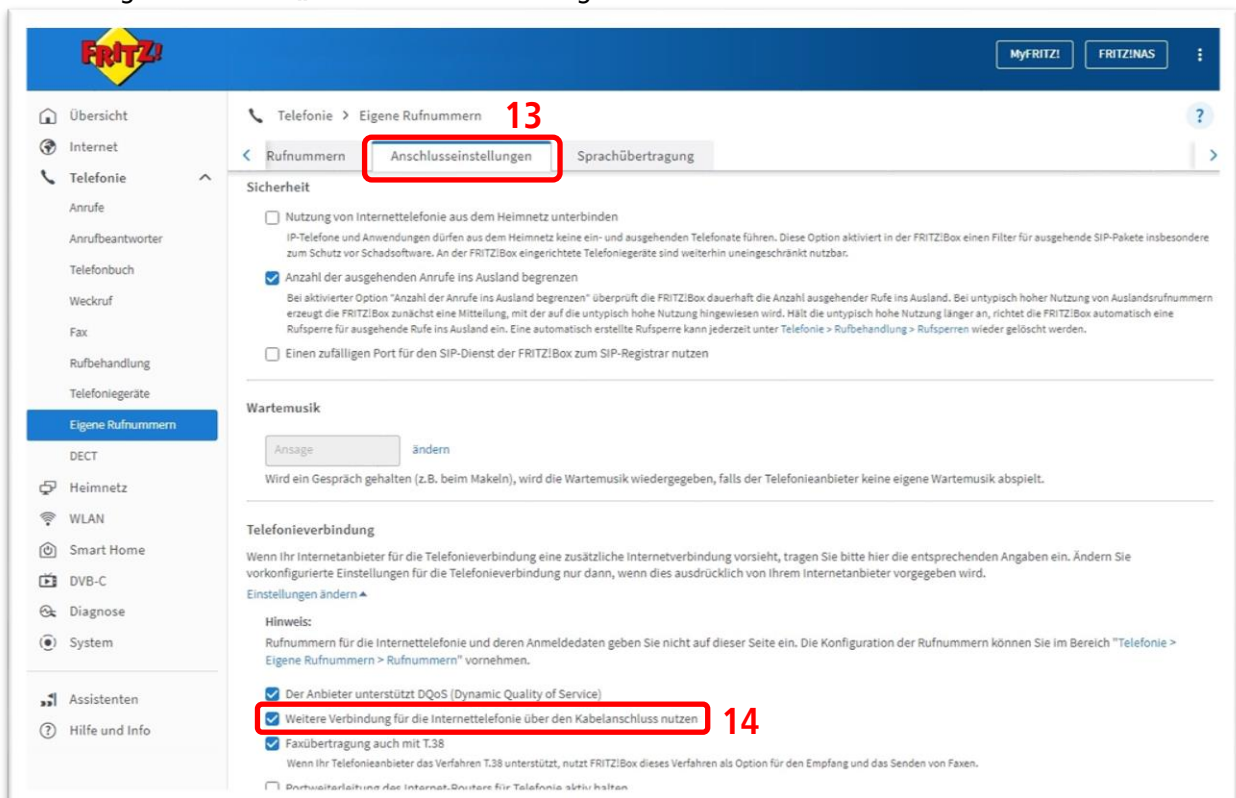 FRITZ!
MyFRITZ!
FRITZ!NAS
Übersicht
Internet
Telefonie
Anrufe
Anrufbeantworter
Telefonbuch
Weckruf
Fax
Rufbehandlung
Telefoniegeräte
Eigene Rufnummern
DECT
Heimnetz
WLAN
Smart Home
DVB-C
Diagnose
System
Assistenten
Hilfe und Info
Telefonie > Eigene Rufnummern
13
?
Rufnummern
Anschlusseinstellungen
Sprachübertragung
Sicherheit
Nutzung von Internettelefonie aus dem Heimnetz unterbinden
IP-Telefone und Anwendungen dürfen aus dem Heimnetz keine ein- und ausgehenden Telefonate führen. Diese Option aktiviert in der FRITZ!Box einen Filter für ausgehende SIP-Pakete insbesondere
zum Schutz vor Schadsoftware. An der FRITZ!Box eingerichtete Telefoniegeräte sind weiterhin uneingeschränkt nutzbar.
Anzahl der ausgehenden Anrufe ins Ausland begrenzen
Bei aktivierter Option "Anzahl der Anrufe ins Ausland begrenzen" überprüft die FRITZ!Box dauerhaft die Anzahl ausgehender Rufe ins Ausland. Bei untypisch hoher Nutzung von Auslandsrufnummern
erzeugt die FRITZ!Box zunächst eine Mitteilung, mit der auf die untypisch hohe Nutzung hingewiesen wird. Hält die untypisch hohe Nutzung länger an, richtet die FRITZ!Box automatisch eine
Rufsperre für ausgehende Rufe ins Ausland ein. Eine automatisch erstellte Rufsperre kann jederzeit unter Telefonie > Rufbehandlung > Rufsperren wieder gelöscht werden.
Einen zufälligen Port für den SIP-Dienst der FRITZ!Box zum SIP-Registrar nutzen
Wartemusik
Ansage
ändern
Wird ein Gespräch gehalten (z.B. beim Makeln), wird die Wartemusik wiedergegeben, falls der Telefonieanbieter keine eigene Wartemusik abspielt.
Telefonieverbindung
Wenn Ihr Internetanbieter für die Telefonieverbindung eine zusätzliche Internetverbindung vorsieht, tragen Sie bitte hier die entsprechenden Angaben ein. Ändern Sie
vorkonfigurierte Einstellungen für die Telefonieverbindung nur dann, wenn dies ausdrücklich von Ihrem Internetanbieter vorgegeben wird.
Einstellungen ändern
Hinweis:
Rufnummern für die Internettelefonie und deren Anmeldedaten geben Sie nicht auf dieser Seite ein. Die Konfiguration der Rufnummern können Sie im Bereich "Telefonie >
Eigene Rufnummern > Rufnummern" vornehmen.
Der Anbieter unterstützt DQoS (Dynamic Quality of Service)
Weitere Verbindung für die Internettelefonie über den Kabelanschluss nutzen
14
Faxübertragung auch mit T.38
Wenn Ihr Telefonieanbieter das Verfahren T.38 unterstützt, nutzt FRITZ!Box dieses Verfahren als Option für den Empfang und das Senden von Faxen.
Portweiterleitung des Internet-Routers für Telefonie aktiv halten